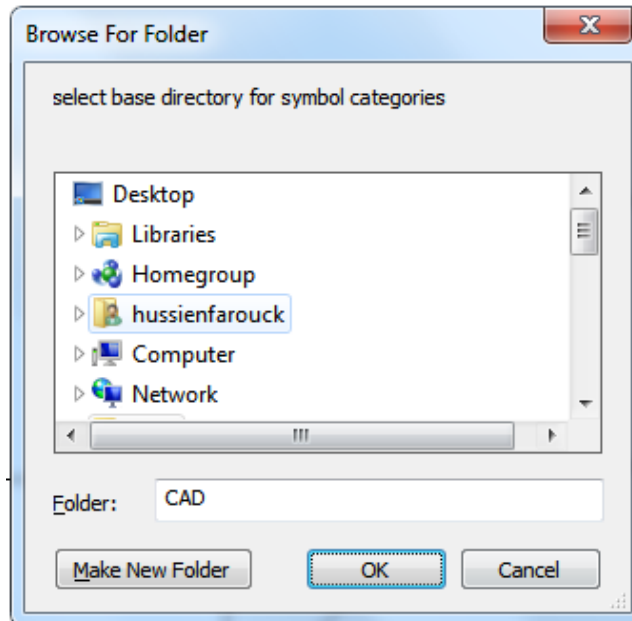 Browse For Folder
select base directory for symbol categories
Desktop
Libraries
Homegroup
hussienfarouck
Computer
Network
Folder: CAD
Make New Folder OK Cancel